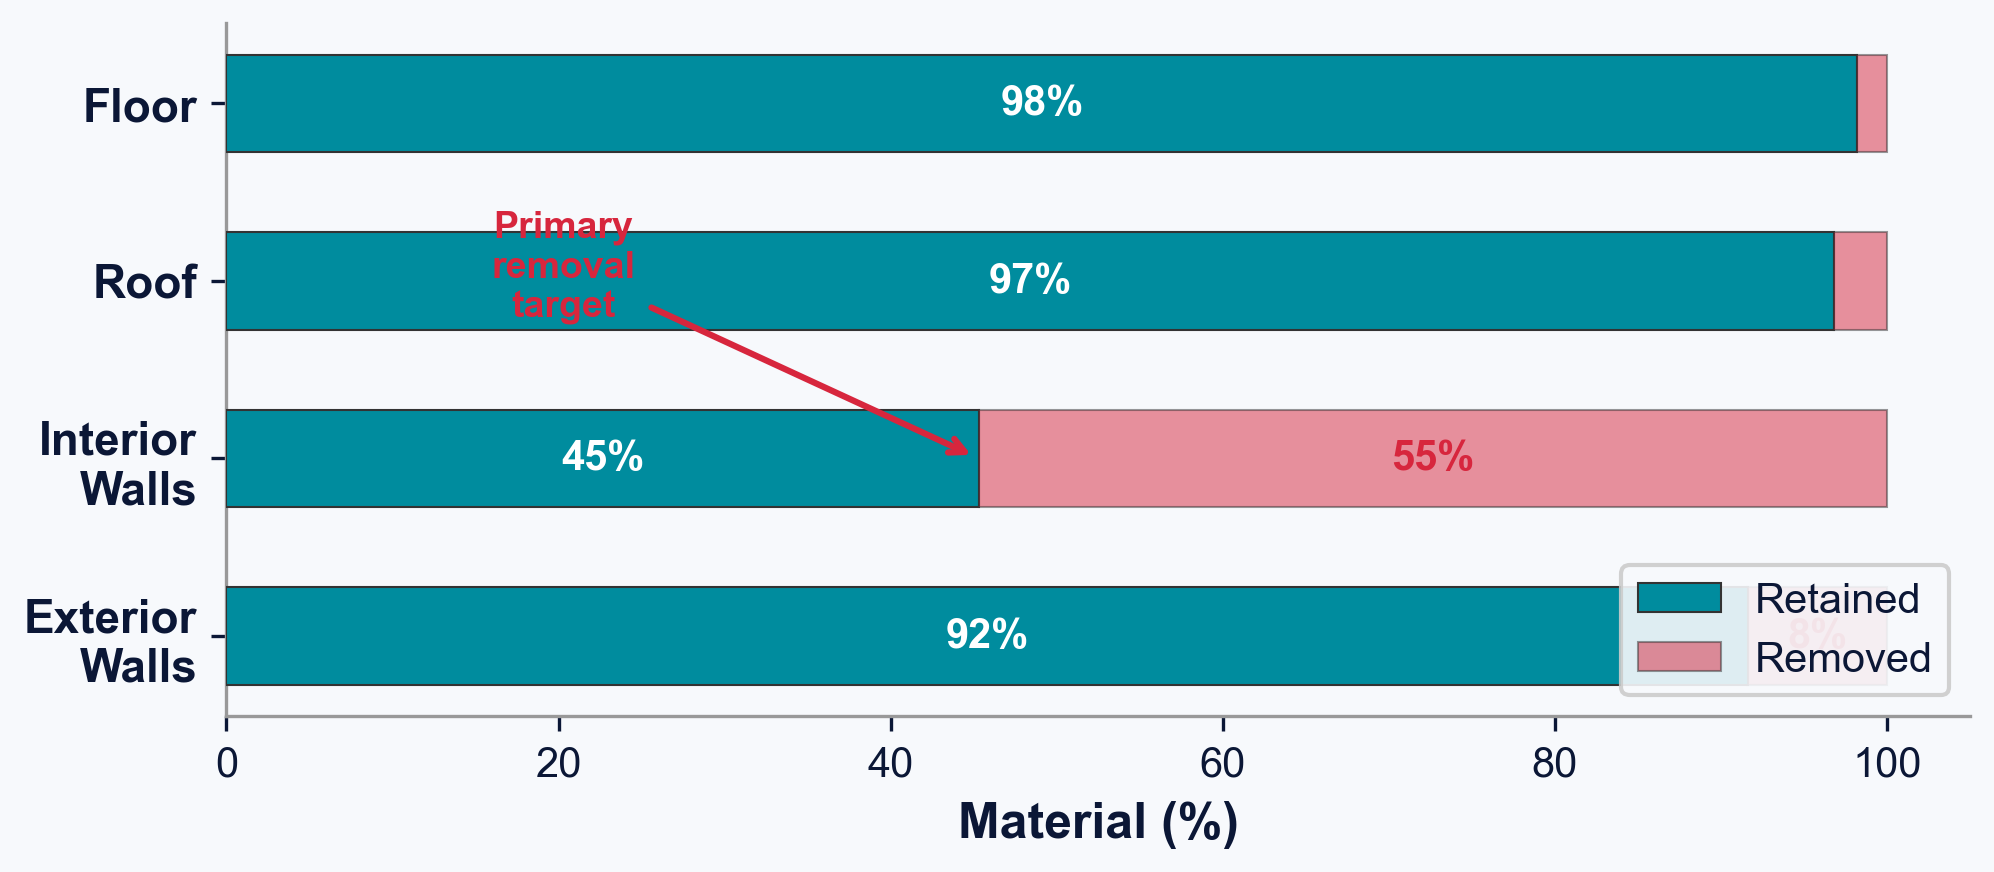 Floor
98%
Primary
removal
target
Roof
97%
Interior
Walls
45%
55%
Exterior
Walls
92%
8%
Retained
Removed
0
20
40
60
80
100
Material (%)